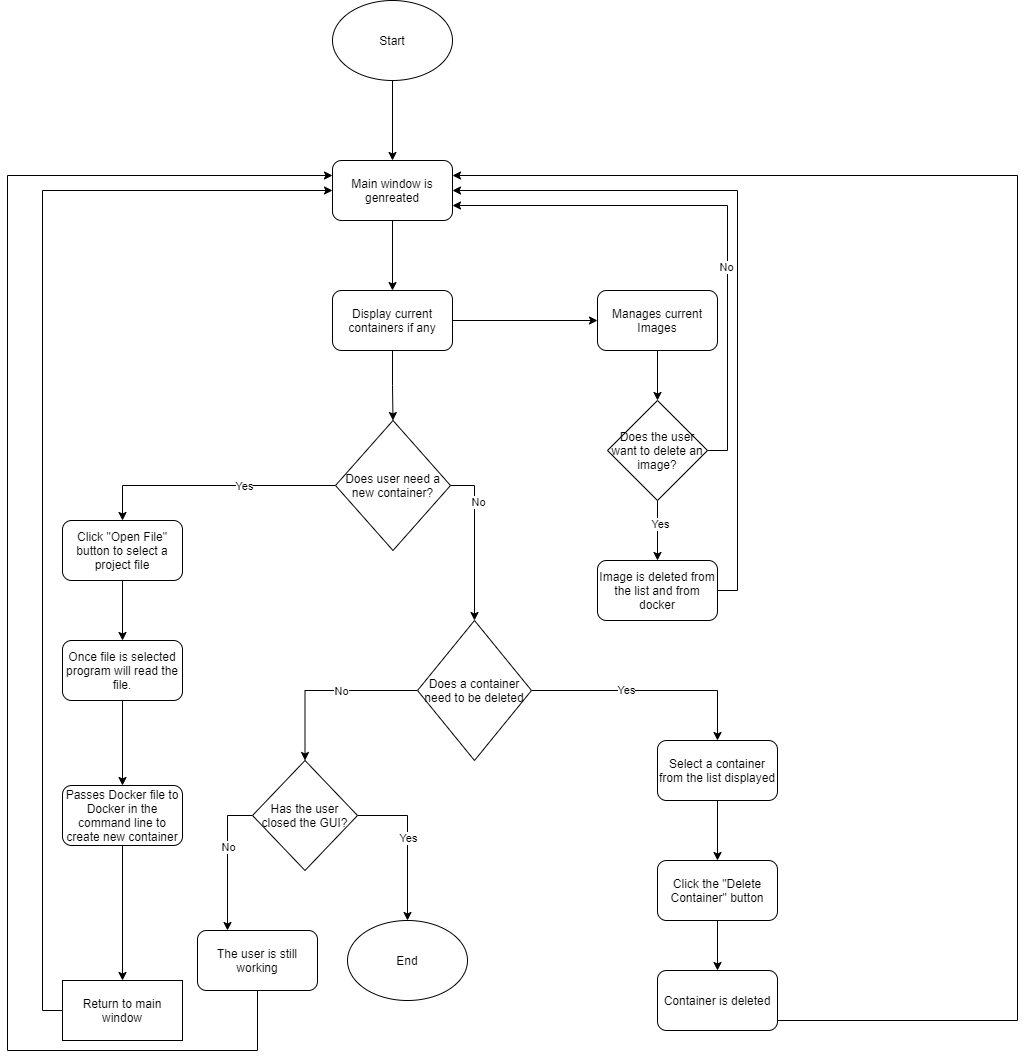 Start
Main window is
genreated
No
Display current
containers if any
Manages current
Images
Does the user
want to delete an
image?
Does user need a
new container?
Yes
No
Click "Open File"
button to select a
project file
Yes
Image is deleted from
the list and from
docker
Once file is selected
program will read the
file.
Does a container
need to be deleted
No
Yes
Select a container
from the list displayed
Passes Docker file to
Docker in the
command line to
create new container
Has the user
closed the GUI?
No
Yes
Click the "Delete
Container" button
The user is still
working
End
Return to main
window
Container is deleted